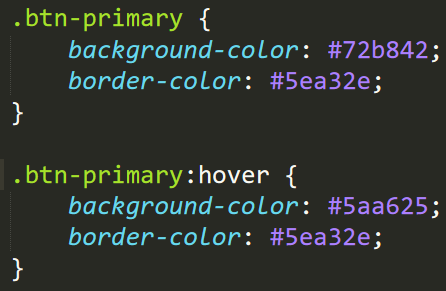 .btn-primary {
    background-color: #72b842;
    border-color: #5ea32e;
}

.btn-primary:hover {
    background-color: #5aa625;
    border-color: #5ea32e;
}